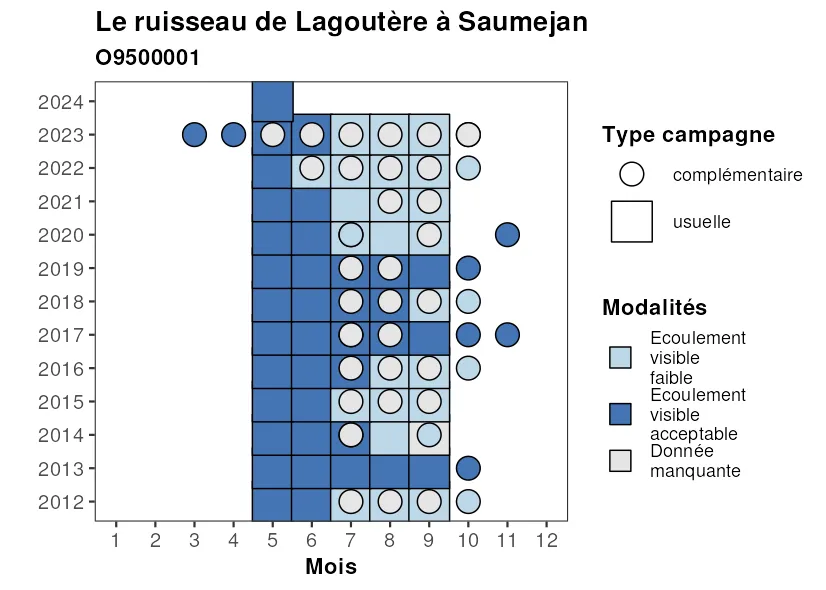 Le ruisseau de Lagoutère à Saumejan
O9500001
2024
2023
2022
2021
2020
2019
2018
2017
2016
2015
2014
2013
2012
1 2 3 4 5 6 7 8 9 10 11 12
Mois
Type campagne
complémentaire
usuelle
Modalités
Ecoulement
visible
faible
Ecoulement
visible
acceptable
Donnée
manquante